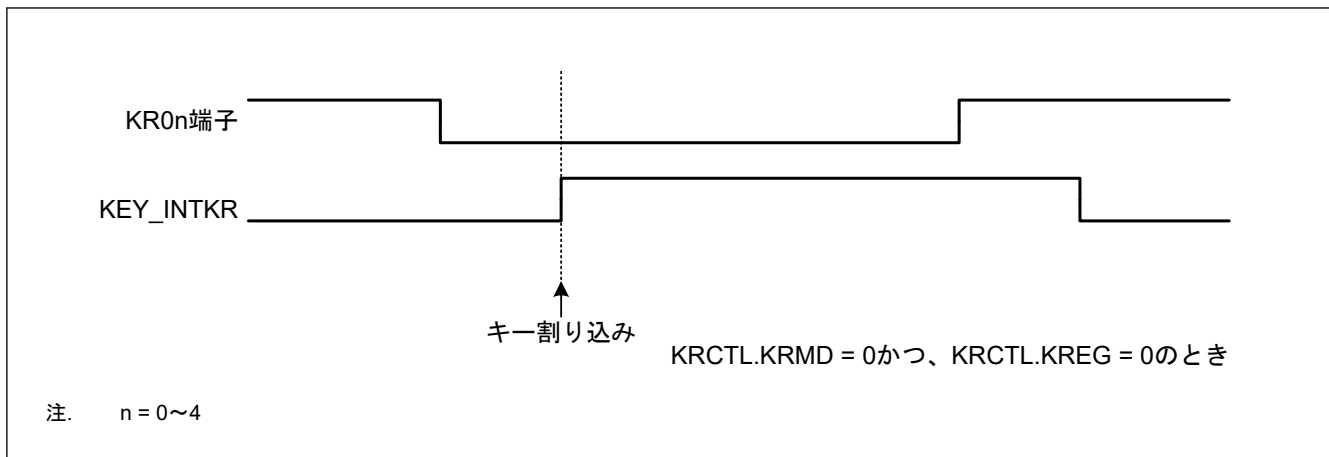 KR0n端子
KEY_INTKR
キー割り込み
KRCTL.KRMD = 0かつ、KRCTL.KREG = 0のとき
注. n = 0～4